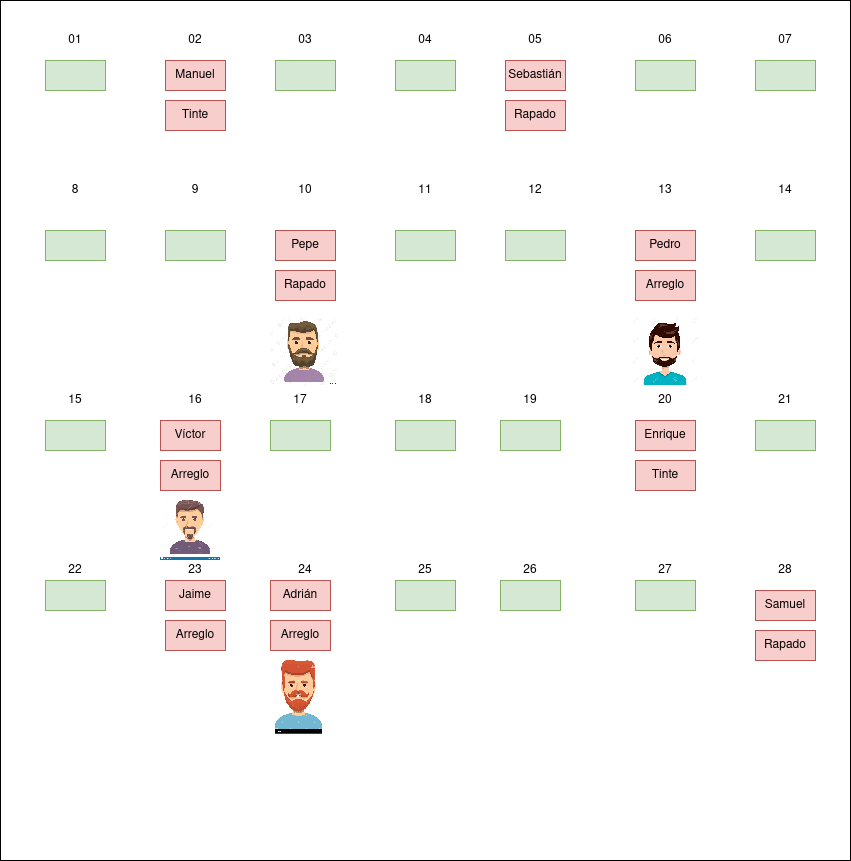 01 02 03 04 05 06 07
Manuel Sebastián
Tinte Rapado
8 9 10 11 12 13 14
Pepe Pedro
Rapado Arreglo
15 16 17 18 19 20 21
Víctor Enrique
Arreglo Tinte
22 23 24 25 26 27 28
Jaime Adrián Samuel
Arreglo Arreglo Rapado